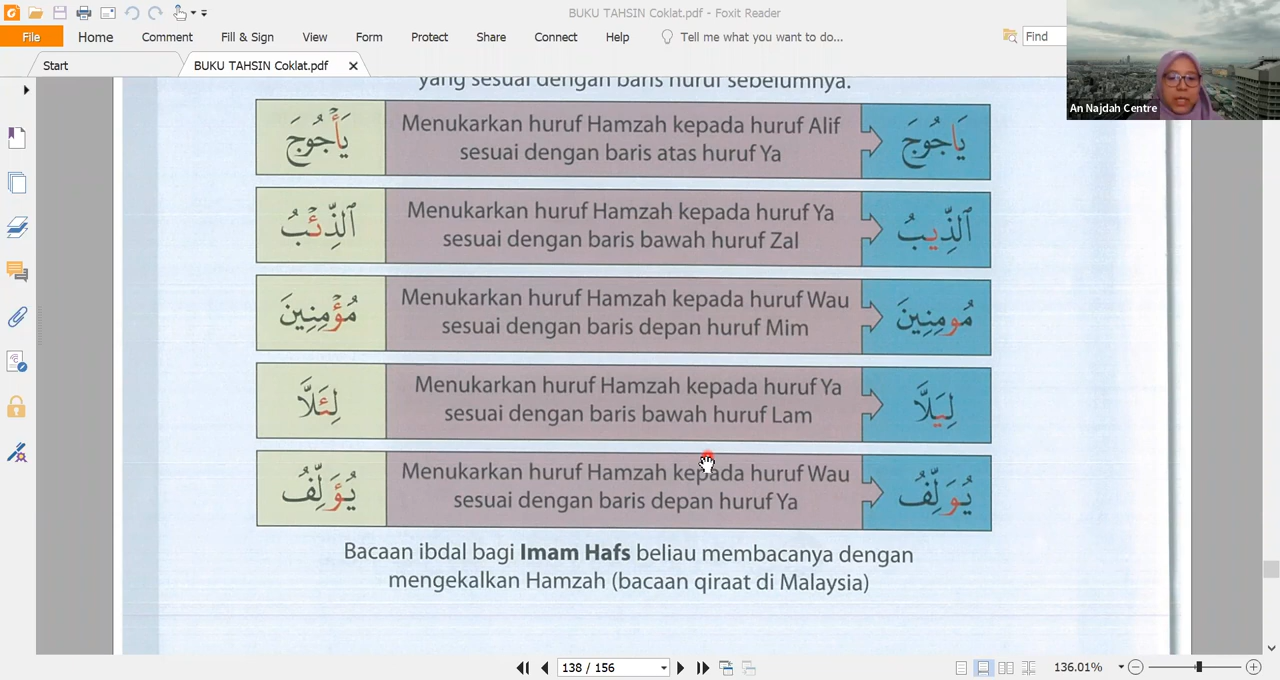 BUKU TAHSIN Coklat.pdf - Foxit Reader
File Home Comment Fill & Sign View Form Protect Share Connect Help Tell me what you want to do... Find
Start BUKU TAHSIN Coklat.pdf
An Najdah Centre
yang sesuai dengan baris huruf sebelumnya.
يَأْجُوجَ
Menukarkan huruf Hamzah kepada huruf Alif
sesuai dengan baris atas huruf Ya
يَاجُوجَ
ٱلذِّئْبُ
Menukarkan huruf Hamzah kepada huruf Ya
sesuai dengan baris bawah huruf Zal
ٱلذِّيبُ
مُؤْمِنِينَ
Menukarkan huruf Hamzah kepada huruf Wau
sesuai dengan baris depan huruf Mim
مُومِنِينَ
لِئَلَّا
Menukarkan huruf Hamzah kepada huruf Ya
sesuai dengan baris bawah huruf Lam
لِيَلَّا
يُؤَلِّفُ
Menukarkan huruf Hamzah kepada huruf Wau
sesuai dengan baris depan huruf Ya
يُوَلِّفُ
Bacaan ibdal bagi Imam Hafs beliau membacanya dengan
mengekalkan Hamzah (bacaan qiraat di Malaysia)
138 / 156
136.01%